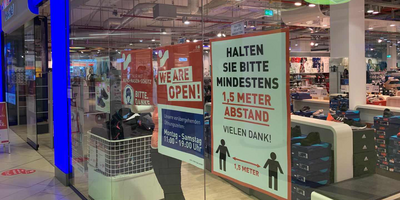 WE ARE
OPEN!
Montag - Samstag
11.00 -19.00 Uhr
HALTEN
SIE BITTE
MINDESTENS
1,5 METER
ABSTAND
VIELEN DANK!
1,5 METER